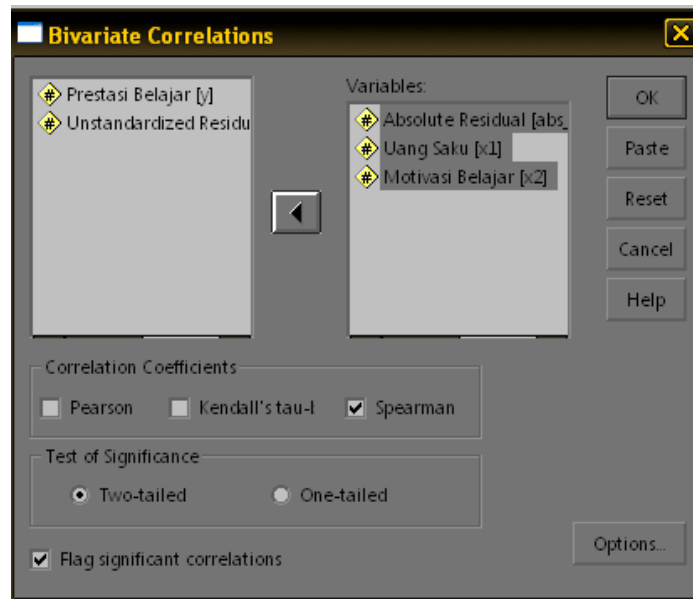 Bivariate Correlations
Prestasi Belajar [y]
Unstandardized Residu
Variables:
Absolute Residual [abs_
Uang Saku [x1]
Motivasi Belajar [x2]
OK
Paste
Reset
Cancel
Help
Correlation Coefficients
Pearson Kendall's tau-b Spearman
Test of Significance
Two-tailed One-tailed
Flag significant correlations
Options...